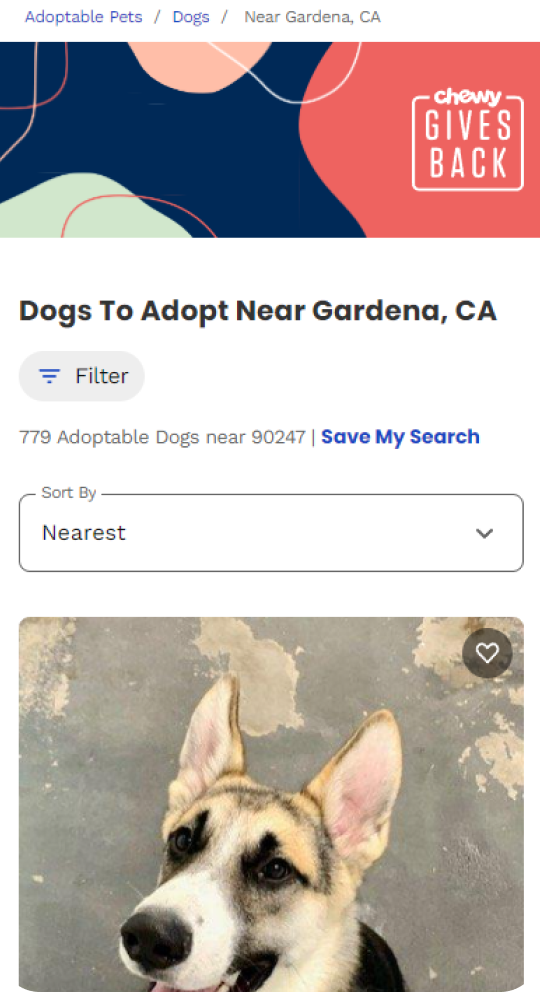 Adoptable Pets / Dogs / Near Gardena, CA
chewy
GIVES
BACK
Dogs To Adopt Near Gardena, CA
Filter
779 Adoptable Dogs near 90247 | Save My Search
Sort By
Nearest